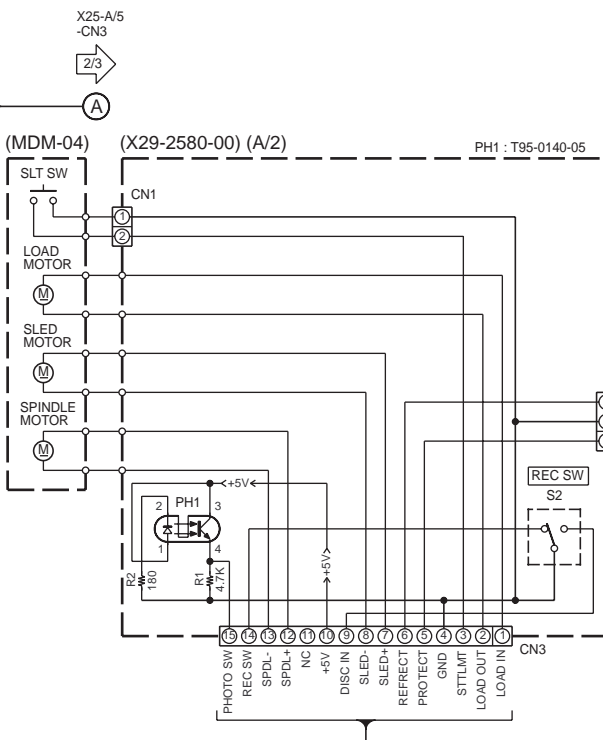 X25-A/5
-CN3
2/3
A
(MDM-04)
(X29-2580-00) (A/2)
PH1 : T95-0140-05
SLT SW
CN1
1
2
LOAD
MOTOR
M
SLED
MOTOR
M
SPINDLE
MOTOR
M
REC SW
S2
+5V
2
PH1
3
1
4
R2
180
R1
4.7K
+5V
15 14 13 12 11 10 9 8 7 6 5 4 3 2 1
CN3
PHOTO SW
REC SW
SPDL-
SPDL+
NC
+5V
DISC IN
SLED-
SLED+
REFRECT
PROTECT
GND
STTLMT
LOAD OUT
LOAD IN